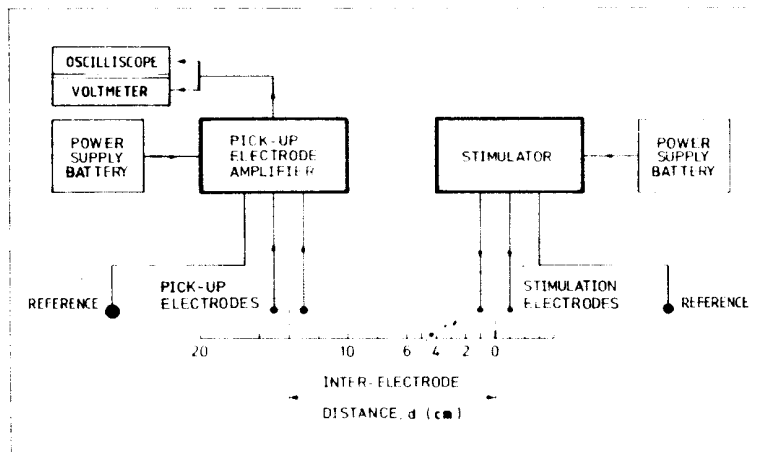 OSCILLISCOPE
VOLTMETER
POWER
SUPPLY
BATTERY
PICK-UP
ELECTRODE
AMPLIFIER
STIMULATOR
POWER
SUPPLY
BATTERY
REFERENCE
PICK-UP
ELECTRODES
STIMULATION
ELECTRODES
REFERENCE
20 10 6 4 2 0
INTER-ELECTRODE
DISTANCE, d (cm)